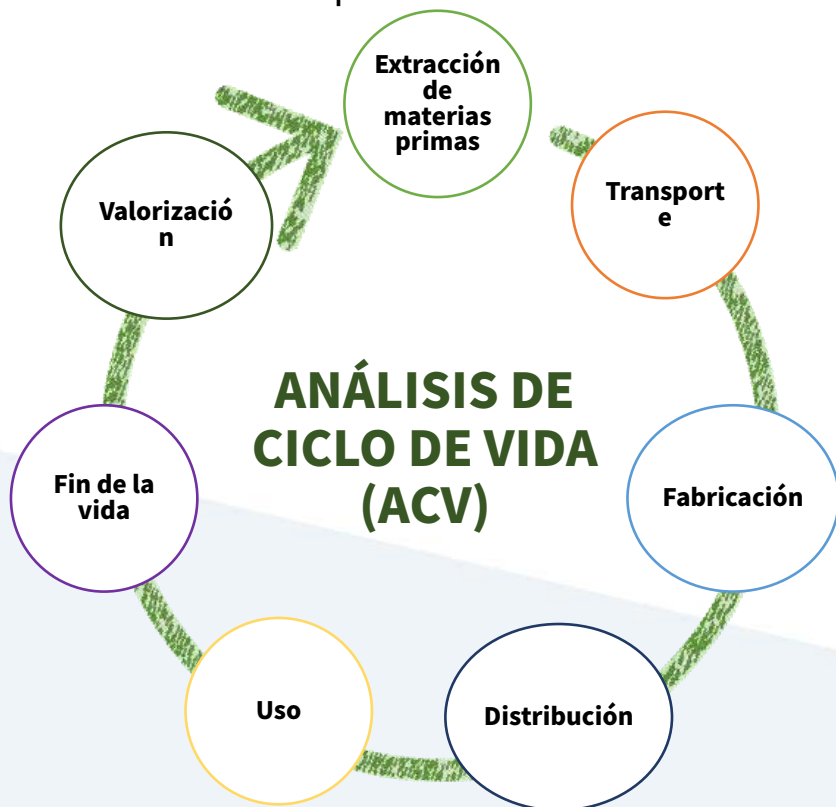 Extracción
de
materias
primas
Transport
e
Fabricación
Distribución
Uso
Fin de la
vida
Valorizació
n
ANÁLISIS DE
CICLO DE VIDA
(ACV)